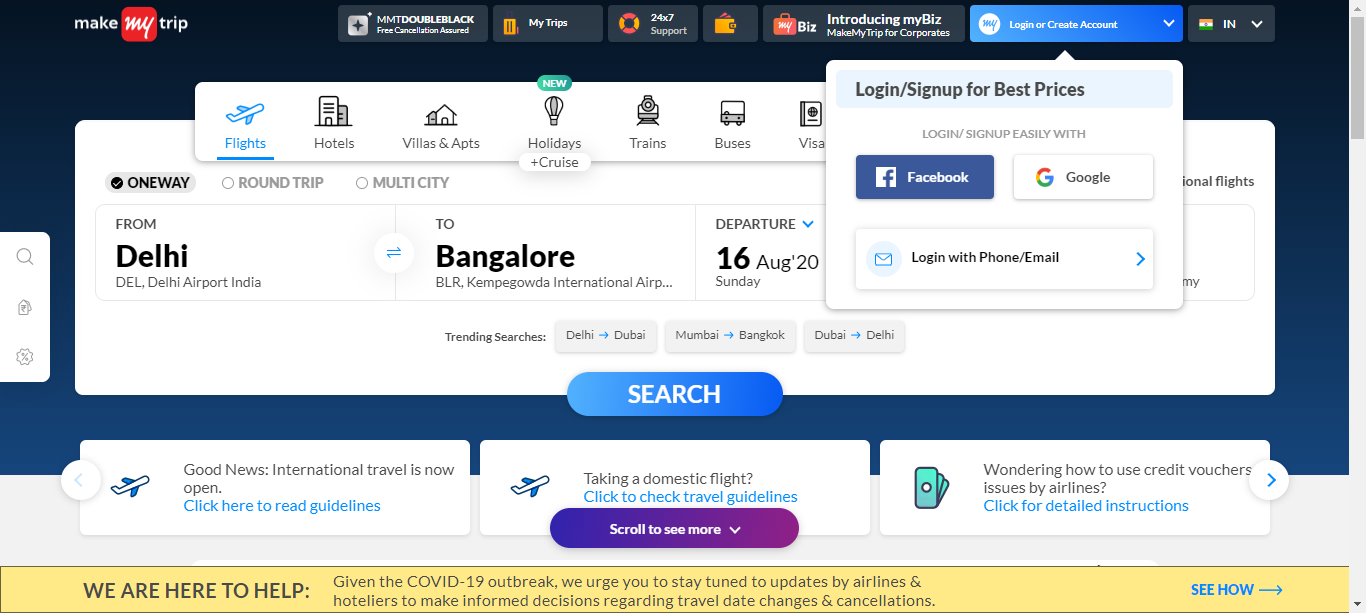 make my trip
MMTDOUBLEBLACK
Free Cancellation Assured
My Trips
24x7
Support
my Biz
Introducing myBiz
MakeMyTrip for Corporates
my
Login or Create Account
IN
Login/Signup for Best Prices
LOGIN/ SIGNUP EASILY WITH
Facebook
Google
Login with Phone/Email
NEW
Flights
Hotels
Villas & Apts
Holidays
+Cruise
Trains
Buses
Visa
ONEWAY
ROUND TRIP
MULTI CITY
ional flights
FROM
Delhi
DEL, Delhi Airport India
TO
Bangalore
BLR, Kempegowda International Airp...
DEPARTURE
16 Aug'20
Sunday
my
Trending Searches:
Delhi → Dubai
Mumbai → Bangkok
Dubai → Delhi
SEARCH
Good News: International travel is now
open.
Click here to read guidelines
Taking a domestic flight?
Click to check travel guidelines
Wondering how to use credit vouchers
issues by airlines?
Click for detailed instructions
Scroll to see more
WE ARE HERE TO HELP:
Given the COVID-19 outbreak, we urge you to stay tuned to updates by airlines &
hoteliers to make informed decisions regarding travel date changes & cancellations.
SEE HOW